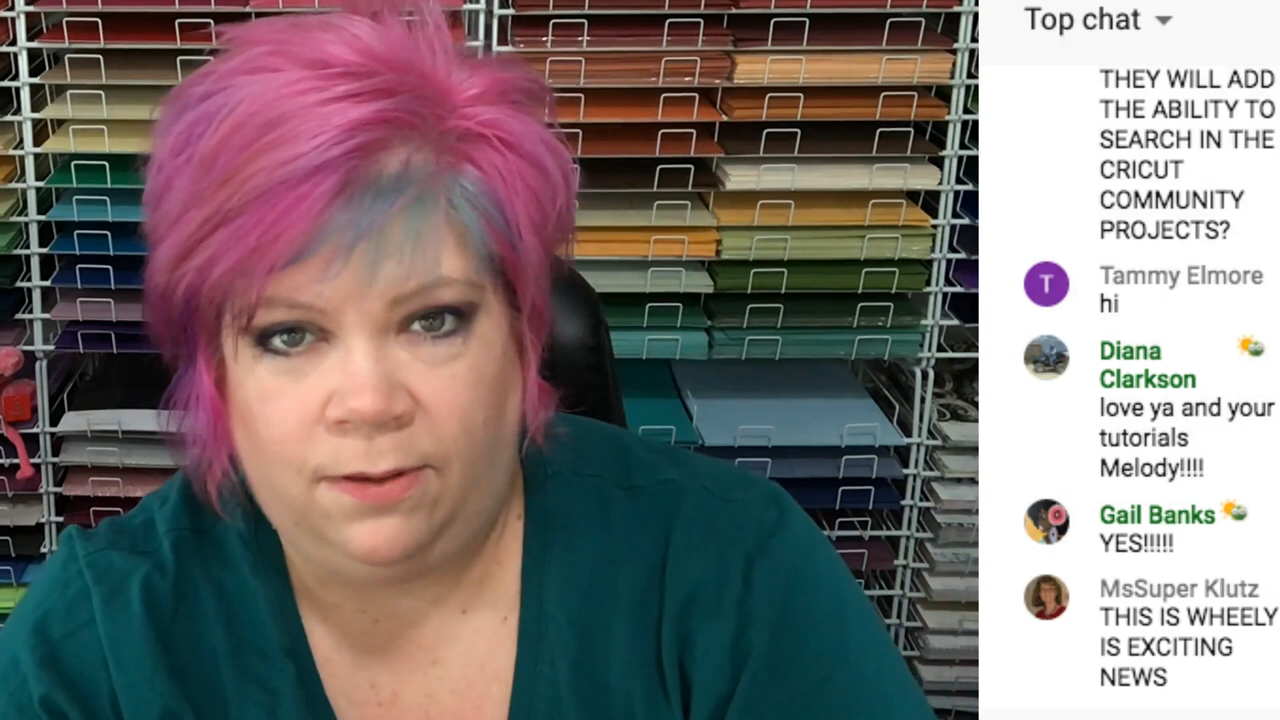 Top chat
THEY WILL ADD
THE ABILITY TO
SEARCH IN THE
CRICUT
COMMUNITY
PROJECTS?
T
Tammy Elmore
hi
Diana
Clarkson
love ya and your
tutorials
Melody!!!!
Gail Banks
YES!!!!!
MsSuper Klutz
THIS IS WHEELY
IS EXCITING
NEWS